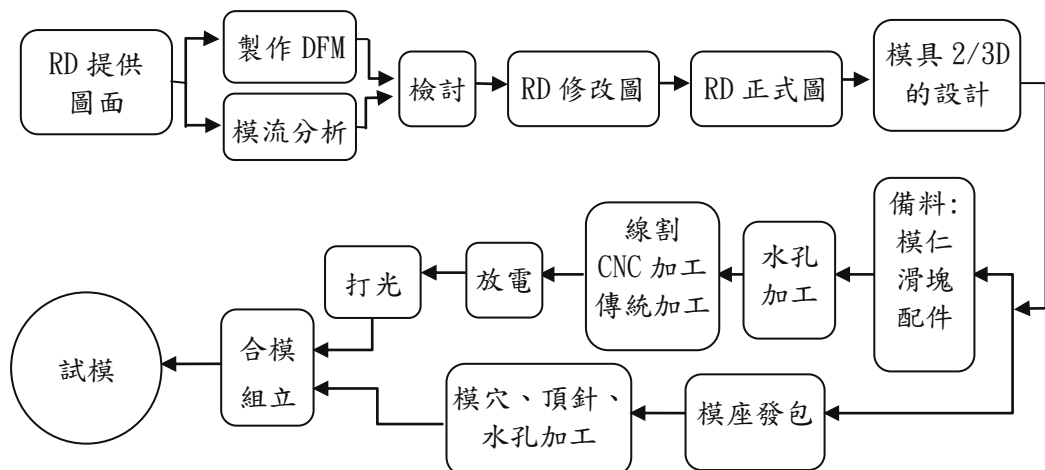 RD 提供
圖面
製作 DFM
模流分析
檢討
RD 修改圖
RD 正式圖
模具 2/3D
的設計
備料:
模仁
滑塊
配件
水孔
加工
線割
CNC 加工
傳統加工
放電
打光
合模
組立
試模
模座發包
模穴、頂針、
水孔加工